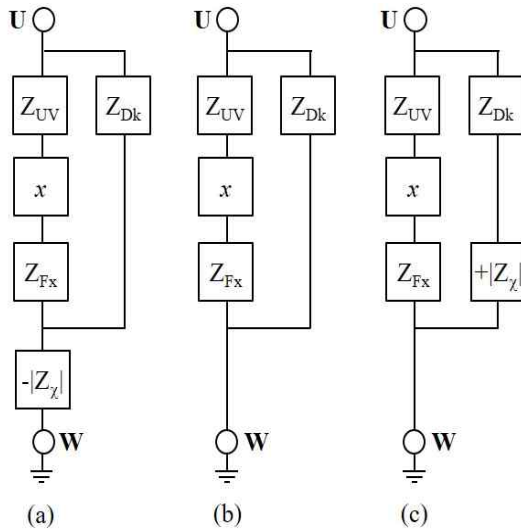 U U U
Z_UV Z_Dk Z_UV Z_Dk Z_UV Z_Dk
x x x
Z_Fx Z_Fx Z_Fx +|Z_χ|
-|Z_χ|
W W W
(a) (b) (c)